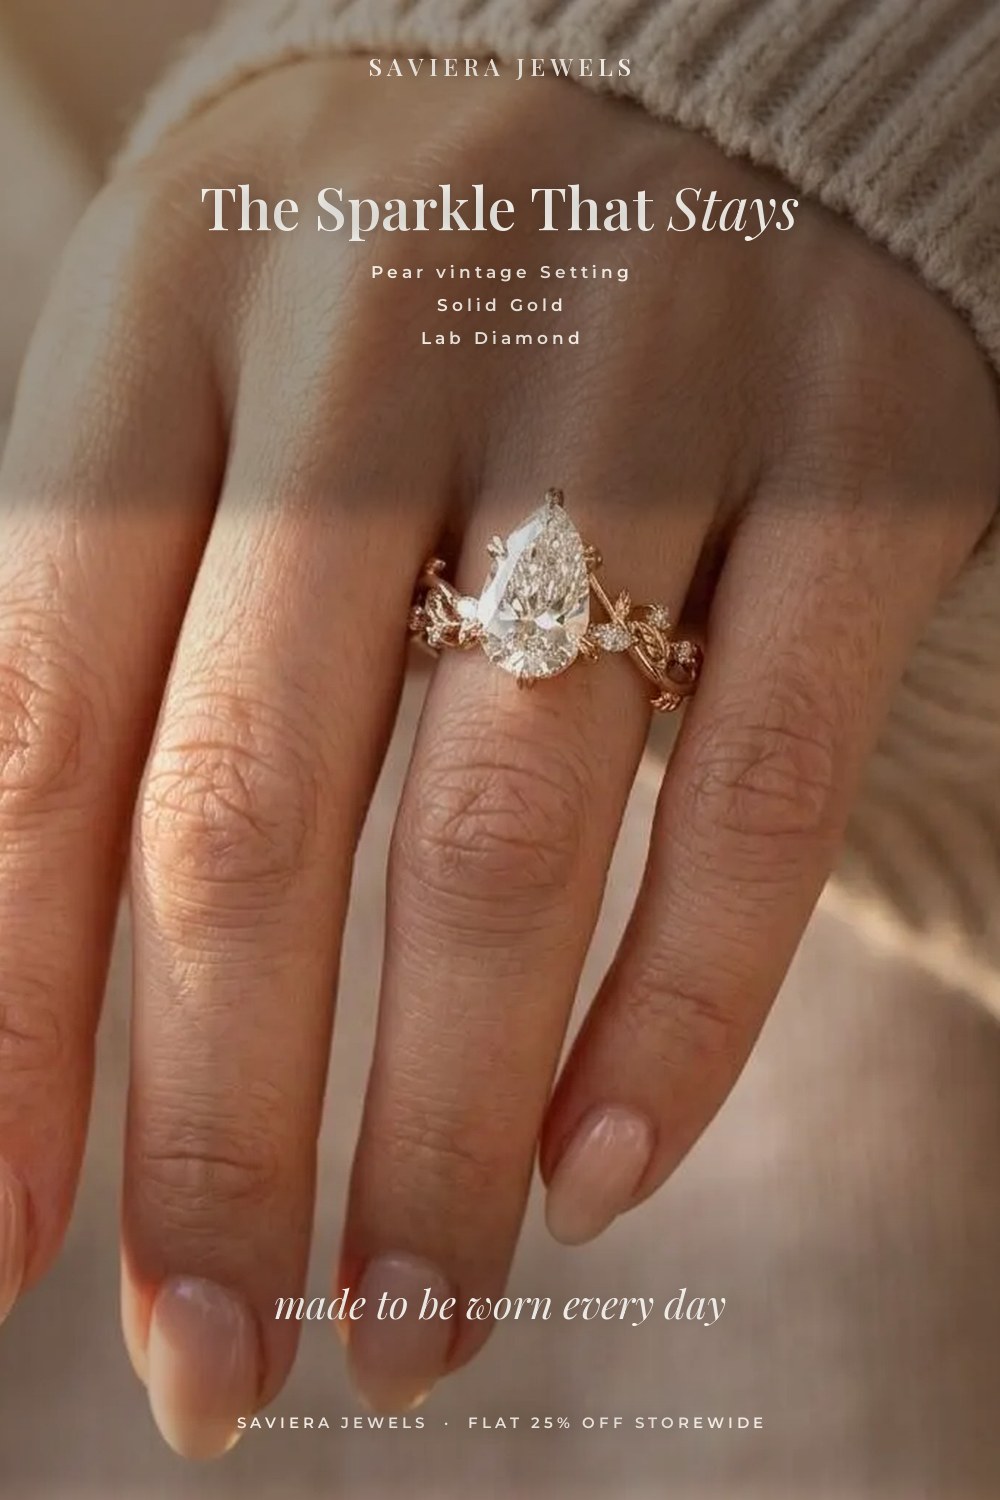 SAVIERA JEWELS
The Sparkle That Stays
Pear vintage Setting
Solid Gold
Lab Diamond
made to be worn every day
SAVIERA JEWELS · FLAT 25% OFF STOREWIDE